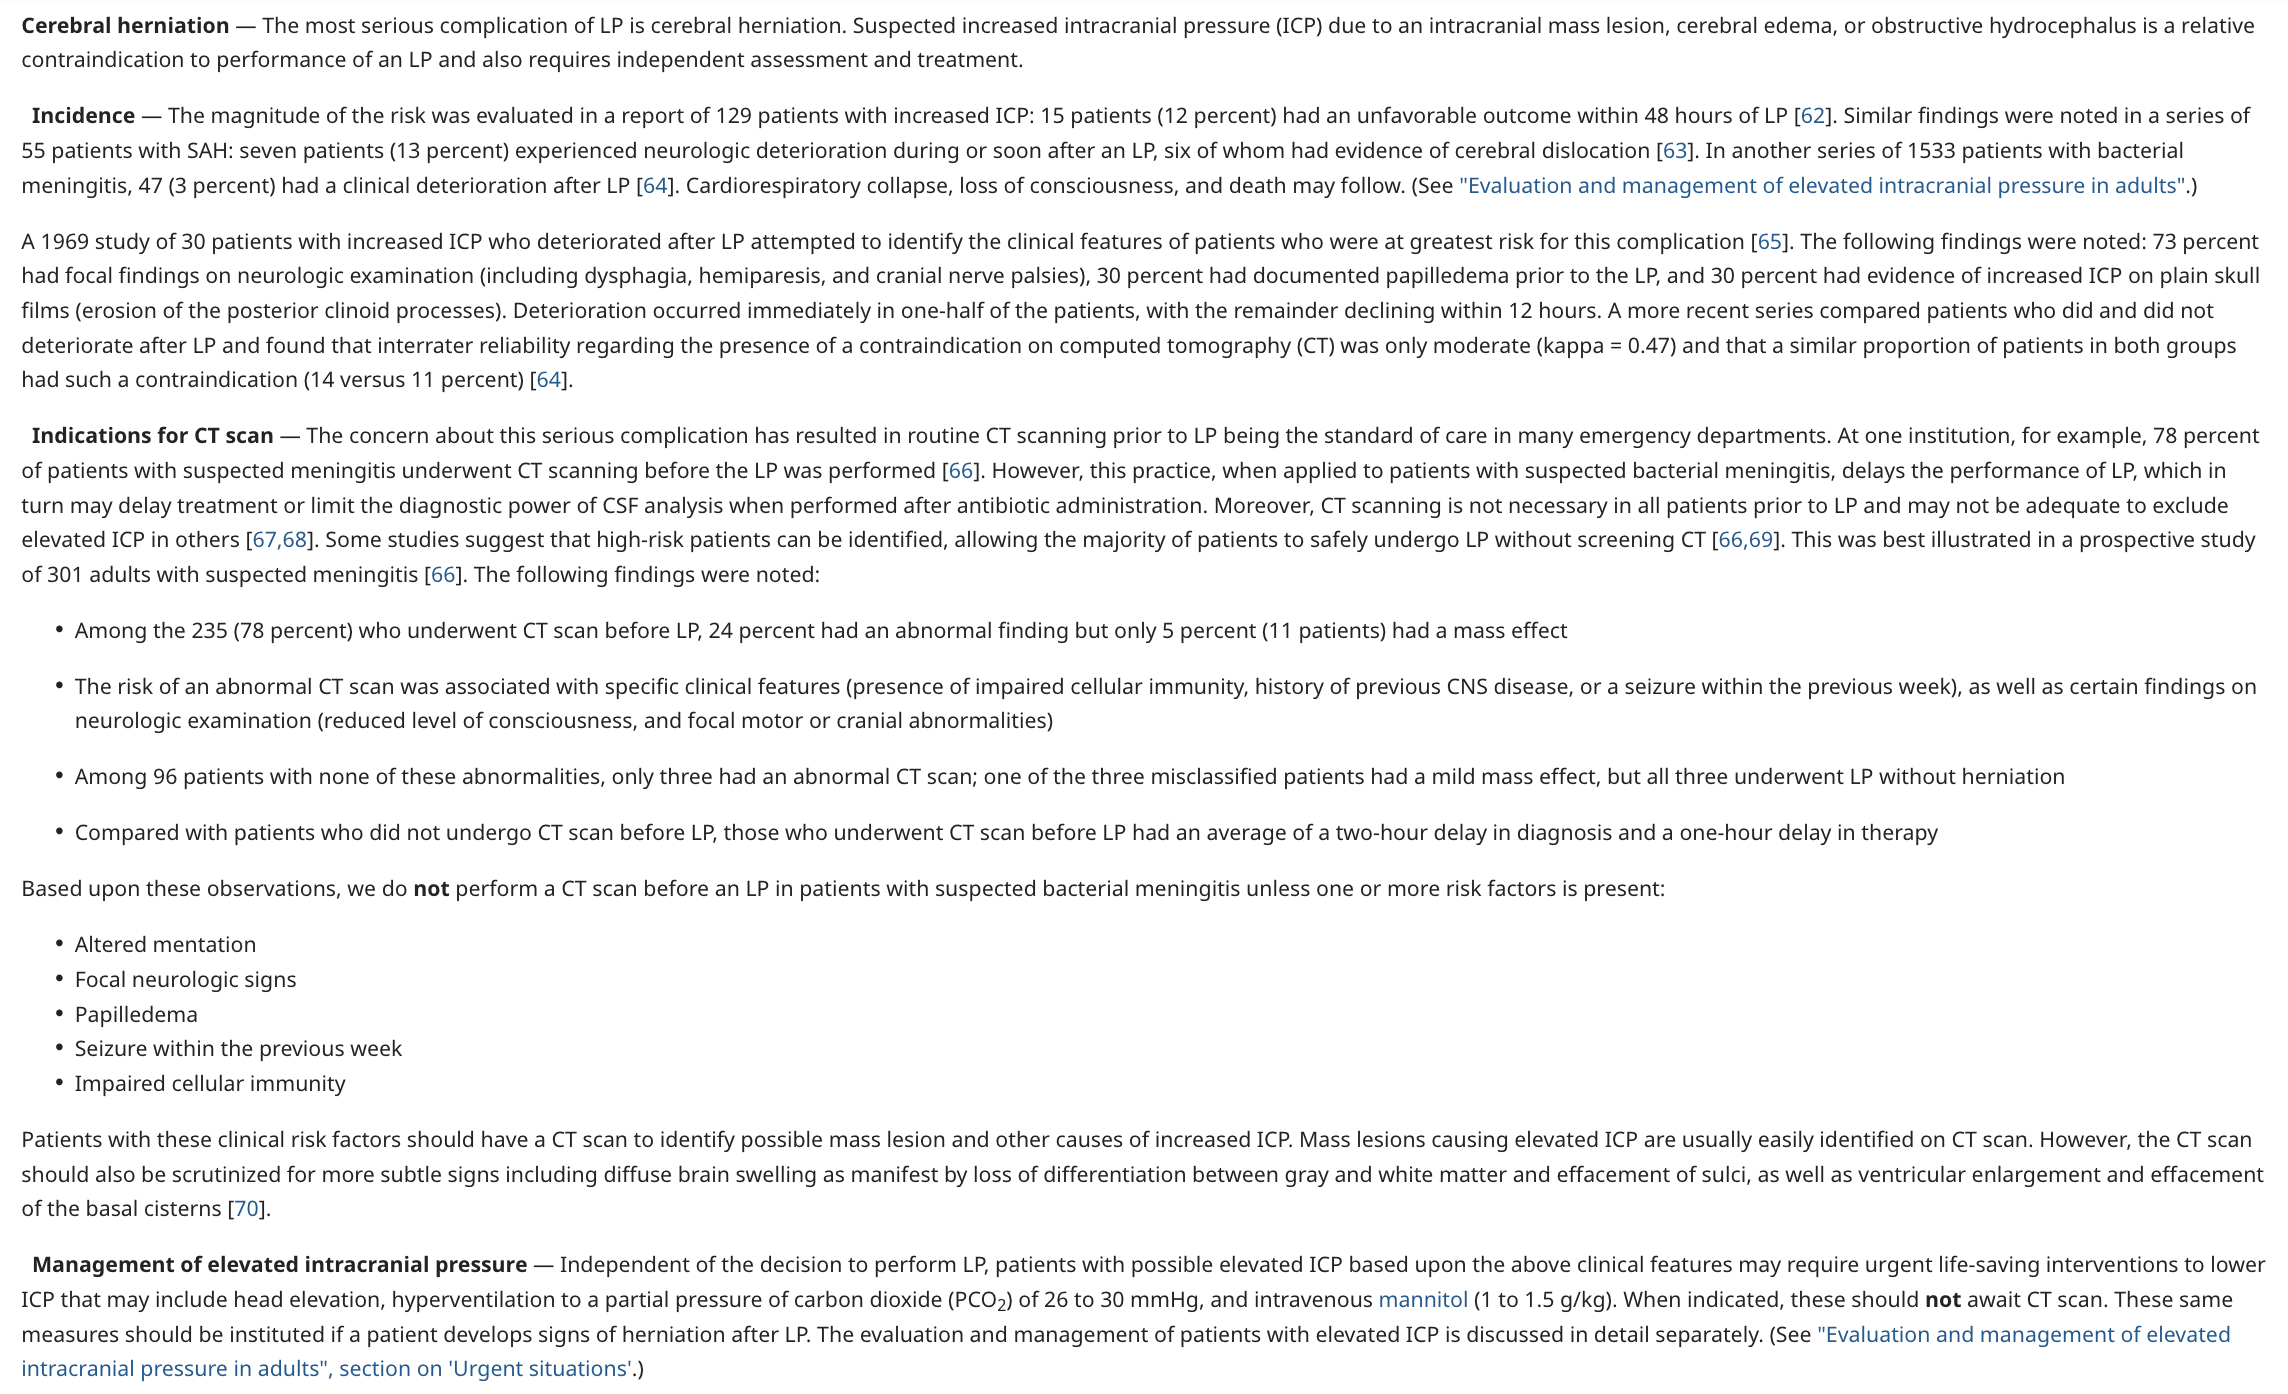 Cerebral herniation — The most serious complication of LP is cerebral herniation. Suspected increased intracranial pressure (ICP) due to an intracranial mass lesion, cerebral edema, or obstructive hydrocephalus is a relative
contraindication to performance of an LP and also requires independent assessment and treatment.
Incidence — The magnitude of the risk was evaluated in a report of 129 patients with increased ICP: 15 patients (12 percent) had an unfavorable outcome within 48 hours of LP [62]. Similar findings were noted in a series of
55 patients with SAH: seven patients (13 percent) experienced neurologic deterioration during or soon after an LP, six of whom had evidence of cerebral dislocation [63]. In another series of 1533 patients with bacterial
meningitis, 47 (3 percent) had a clinical deterioration after LP [64]. Cardiorespiratory collapse, loss of consciousness, and death may follow. (See "Evaluation and management of elevated intracranial pressure in adults".)
A 1969 study of 30 patients with increased ICP who deteriorated after LP attempted to identify the clinical features of patients who were at greatest risk for this complication [65]. The following findings were noted: 73 percent
had focal findings on neurologic examination (including dysphagia, hemiparesis, and cranial nerve palsies), 30 percent had documented papilledema prior to the LP, and 30 percent had evidence of increased ICP on plain skull
films (erosion of the posterior clinoid processes). Deterioration occurred immediately in one-half of the patients, with the remainder declining within 12 hours. A more recent series compared patients who did and did not
deteriorate after LP and found that interrater reliability regarding the presence of a contraindication on computed tomography (CT) was only moderate (kappa = 0.47) and that a similar proportion of patients in both groups
had such a contraindication (14 versus 11 percent) [64].
Indications for CT scan — The concern about this serious complication has resulted in routine CT scanning prior to LP being the standard of care in many emergency departments. At one institution, for example, 78 percent
of patients with suspected meningitis underwent CT scanning before the LP was performed [66]. However, this practice, when applied to patients with suspected bacterial meningitis, delays the performance of LP, which in
turn may delay treatment or limit the diagnostic power of CSF analysis when performed after antibiotic administration. Moreover, CT scanning is not necessary in all patients prior to LP and may not be adequate to exclude
elevated ICP in others [67,68]. Some studies suggest that high-risk patients can be identified, allowing the majority of patients to safely undergo LP without screening CT [66,69]. This was best illustrated in a prospective study
of 301 adults with suspected meningitis [66]. The following findings were noted:
• Among the 235 (78 percent) who underwent CT scan before LP, 24 percent had an abnormal finding but only 5 percent (11 patients) had a mass effect
• The risk of an abnormal CT scan was associated with specific clinical features (presence of impaired cellular immunity, history of previous CNS disease, or a seizure within the previous week), as well as certain findings on
neurologic examination (reduced level of consciousness, and focal motor or cranial abnormalities)
• Among 96 patients with none of these abnormalities, only three had an abnormal CT scan; one of the three misclassified patients had a mild mass effect, but all three underwent LP without herniation
• Compared with patients who did not undergo CT scan before LP, those who underwent CT scan before LP had an average of a two-hour delay in diagnosis and a one-hour delay in therapy
Based upon these observations, we do not perform a CT scan before an LP in patients with suspected bacterial meningitis unless one or more risk factors is present:
• Altered mentation
• Focal neurologic signs
• Papilledema
• Seizure within the previous week
• Impaired cellular immunity
Patients with these clinical risk factors should have a CT scan to identify possible mass lesion and other causes of increased ICP. Mass lesions causing elevated ICP are usually easily identified on CT scan. However, the CT scan
should also be scrutinized for more subtle signs including diffuse brain swelling as manifest by loss of differentiation between gray and white matter and effacement of sulci, as well as ventricular enlargement and effacement
of the basal cisterns [70].
Management of elevated intracranial pressure — Independent of the decision to perform LP, patients with possible elevated ICP based upon the above clinical features may require urgent life-saving interventions to lower
ICP that may include head elevation, hyperventilation to a partial pressure of carbon dioxide (PCO2) of 26 to 30 mmHg, and intravenous mannitol (1 to 1.5 g/kg). When indicated, these should not await CT scan. These same
measures should be instituted if a patient develops signs of herniation after LP. The evaluation and management of patients with elevated ICP is discussed in detail separately. (See "Evaluation and management of elevated
intracranial pressure in adults", section on 'Urgent situations'.)